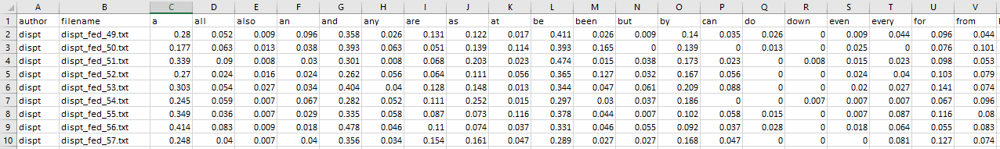 A B C D E F G H I J K L M N O P Q R S T U V
1 author filename a all also an and any are as at be been but by can do down even every for from
2 dispt dispt_fed_49.txt 0.28 0.052 0.009 0.096 0.358 0.026 0.131 0.122 0.017 0.411 0.026 0.009 0.14 0.035 0.026 0 0.009 0.044 0.096 0.044
3 dispt dispt_fed_50.txt 0.177 0.063 0.013 0.038 0.393 0.063 0.051 0.139 0.114 0.393 0.165 0 0.139 0 0.013 0 0.025 0 0.076 0.101
4 dispt dispt_fed_51.txt 0.339 0.09 0.008 0.03 0.301 0.008 0.068 0.203 0.023 0.474 0.015 0.038 0.173 0.023 0 0.008 0.015 0.023 0.098 0.053
5 dispt dispt_fed_52.txt 0.27 0.024 0.016 0.024 0.262 0.056 0.064 0.111 0.056 0.365 0.127 0.032 0.167 0.056 0 0 0.024 0.04 0.103 0.079
6 dispt dispt_fed_53.txt 0.303 0.054 0.027 0.034 0.404 0.04 0.128 0.148 0.013 0.344 0.047 0.061 0.209 0.088 0 0 0.02 0.027 0.141 0.074
7 dispt dispt_fed_54.txt 0.245 0.059 0.007 0.067 0.282 0.052 0.111 0.252 0.015 0.297 0.03 0.037 0.186 0 0 0.007 0.007 0.007 0.067 0.096
8 dispt dispt_fed_55.txt 0.349 0.036 0.007 0.029 0.335 0.058 0.087 0.073 0.116 0.378 0.044 0.007 0.102 0.058 0.015 0 0.007 0.087 0.116 0.08
9 dispt dispt_fed_56.txt 0.414 0.083 0.009 0.018 0.478 0.046 0.11 0.074 0.037 0.331 0.046 0.055 0.092 0.037 0.028 0 0.018 0.064 0.055 0.083
10 dispt dispt_fed_57.txt 0.248 0.04 0.007 0.04 0.356 0.034 0.154 0.161 0.047 0.289 0.027 0.027 0.168 0.047 0 0 0 0.081 0.127 0.074